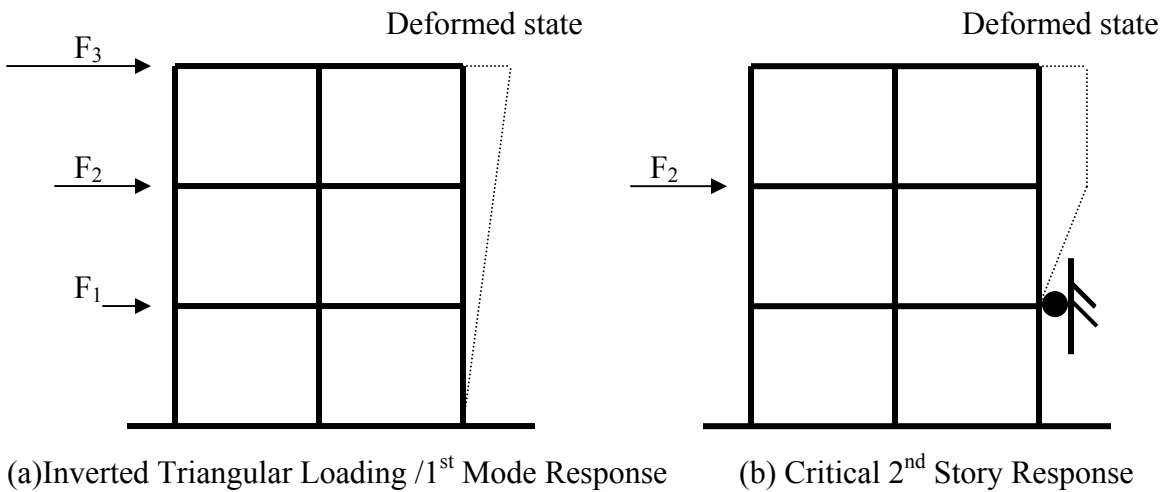 Deformed state
F₃
F₂
F₁
(a)Inverted Triangular Loading /1ˢᵗ Mode Response
Deformed state
F₂
(b) Critical 2ⁿᵈ Story Response